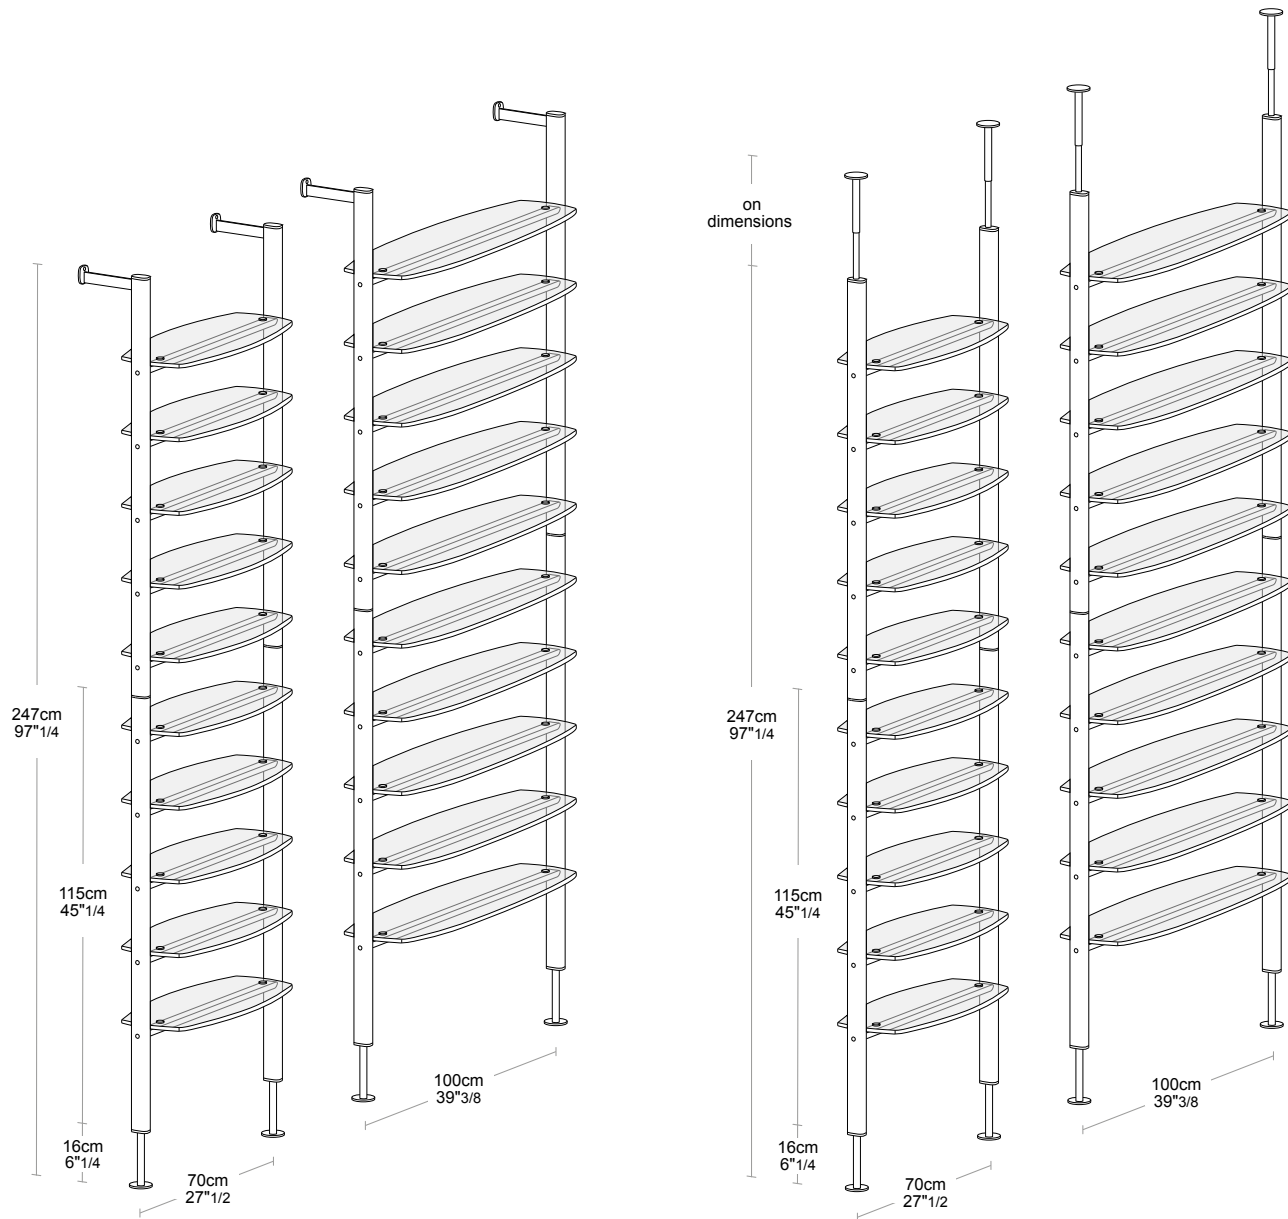 on
dimensions
247cm
97"1/4
115cm
45"1/4
16cm
6"1/4
70cm
27"1/2
100cm
39"3/8
247cm
97"1/4
115cm
45"1/4
16cm
6"1/4
70cm
27"1/2
100cm
39"3/8